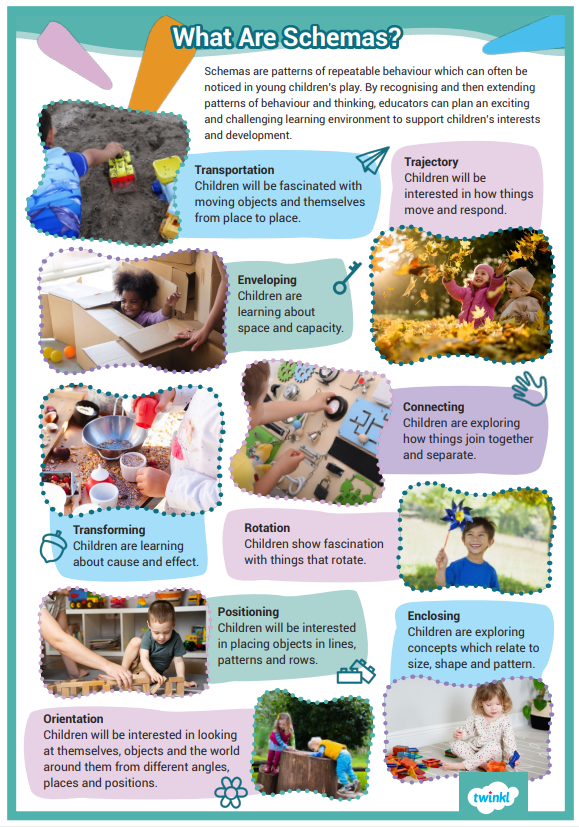 What Are Schemas?
Schemas are patterns of repeatable behaviour which can often be
noticed in young children's play. By recognising and then extending
patterns of behaviour and thinking, educators can plan an exciting
and challenging learning environment to support children's interests
and development.
Transportation
Children will be fascinated with
moving objects and themselves
from place to place.
Trajectory
Children will be
interested in how things
move and respond.
Enveloping
Children are
learning about
space and capacity.
Connecting
Children are exploring
how things join together
and separate.
Transforming
Children are learning
about cause and effect.
Rotation
Children show fascination
with things that rotate.
Positioning
Children will be interested
in placing objects in lines,
patterns and rows.
Enclosing
Children are exploring
concepts which relate to
size, shape and pattern.
Orientation
Children will be interested in looking
at themselves, objects and the world
around them from different angles,
places and positions.
twinkl